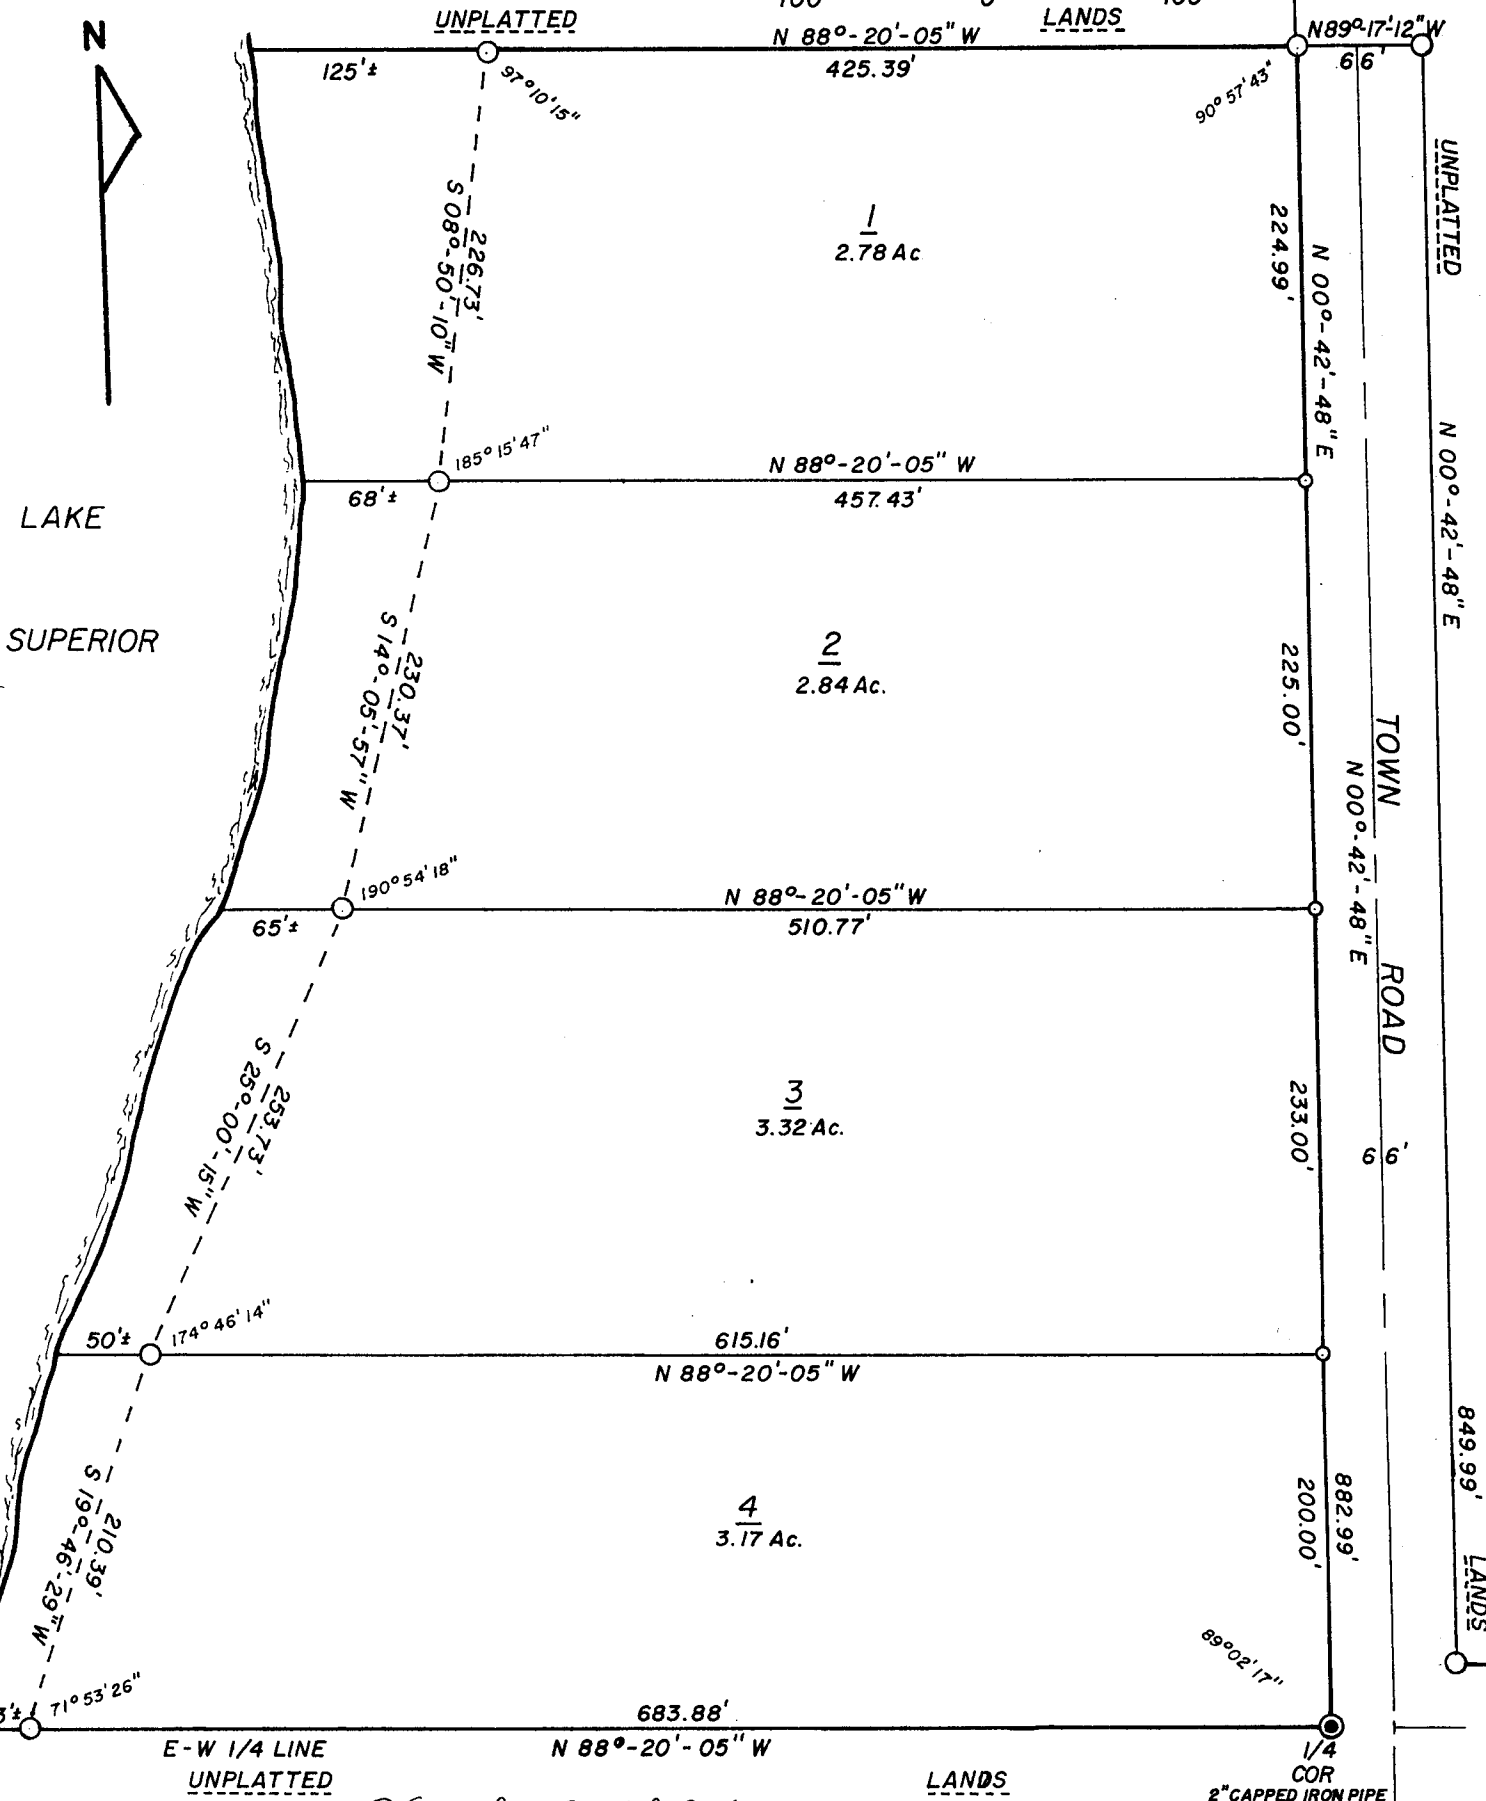 N
UNPLATTED
LANDS
N 88°-20'-05" W
N89°-17'-12"W
125'±
425.39'
66'
97°10'15"
90°57'43"
UNPLATTED
226.73'
S 08°-50'-10" W
1
2.78 Ac
224.99'
N 00°-42'-48" E
185°15'47"
N 88°-20'-05" W
68'±
457.43'
N 00°-42'-48" E
LAKE
SUPERIOR
230.37'
S 14°-05'-57" W
2
2.84 Ac.
225.00'
TOWN ROAD
N 00°-42'-48" E
190°54'18"
N 88°-20'-05" W
65'±
510.77'
253.73'
S 25°-00'-15" W
3
3.32 Ac.
233.00'
66'
174°46'14"
50'±
615.16'
N 88°-20'-05" W
849.99'
210.39'
S 19°-46'-29" W
4
3.17 Ac.
200.00'
882.99'
LANDS
89°02'17"
71°53'26"
3'±
683.88'
E-W 1/4 LINE
N 88°-20'-05" W
1/4
COR
2" CAPPED IRON PIPE
UNPLATTED
LANDS